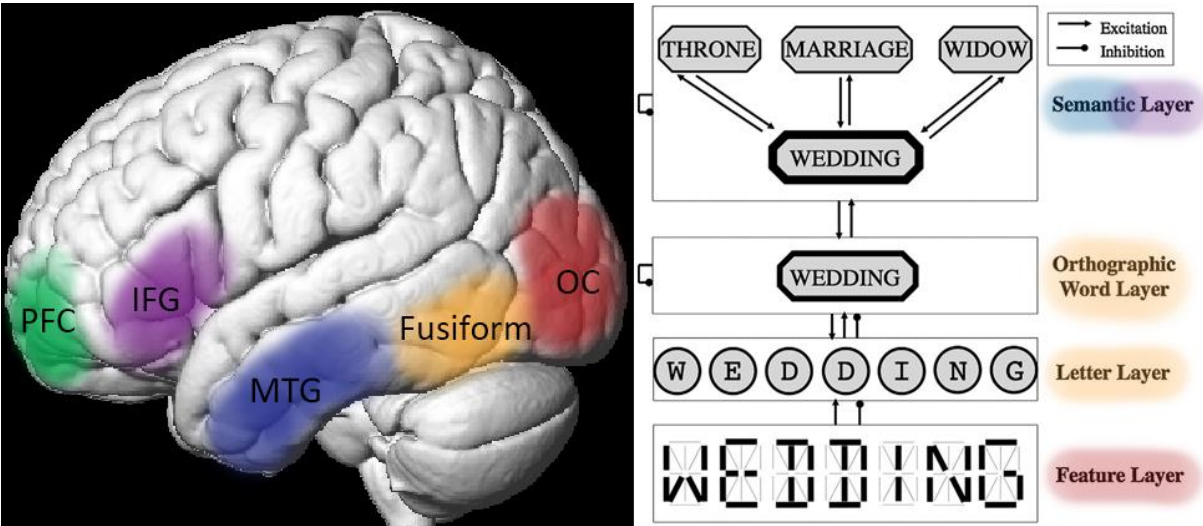 PFC
IFG
MTG
Fusiform
OC
THRONE
MARRIAGE
WIDOW
WEDDING
WEDDING
W E D D I N G
WEDDING
Excitation
Inhibition
Semantic Layer
Orthographic
Word Layer
Letter Layer
Feature Layer